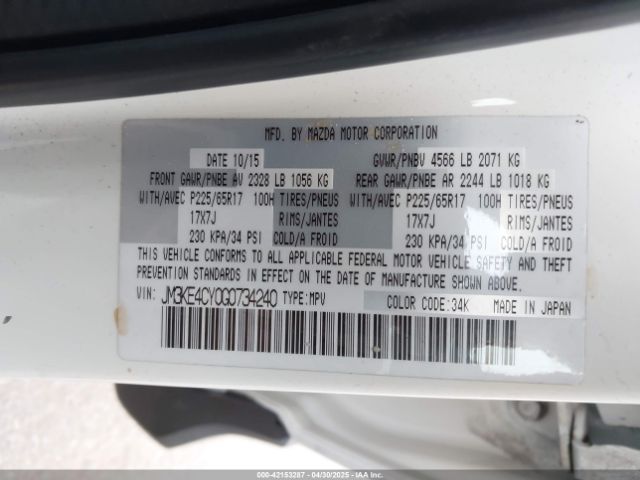 MFD. BY MAZDA MOTOR CORPORATION
DATE 10/15 GVWR/PNBV 4566 LB 2071 KG
FRONT GAWR/PNBE AV 2328 LB 1056 KG REAR GAWR/PNBE AR 2244 LB 1018 KG
WITH/AVEC P225/65R17 100H TIRES/PNEUS WITH/AVEC P225/65R17 100H TIRES/PNEUS
17X7J RIMS/JANTES 17X7J RIMS/JANTES
230 KPA/34 PSI COLD/A FROID 230 KPA/34 PSI COLD/A FROID
THIS VEHICLE CONFORMS TO ALL APPLICABLE FEDERAL MOTOR VEHICLE SAFETY AND THEFT
PREVENTION STANDARDS IN EFFECT ON THE DATE OF MANUFACTURE SHOWN ABOVE.
VIN: JM3KE4CY0G0734240 TYPE: MPV COLOR CODE: 34K MADE IN JAPAN
000-42153287 - 04/30/2025 - IAA, Inc.